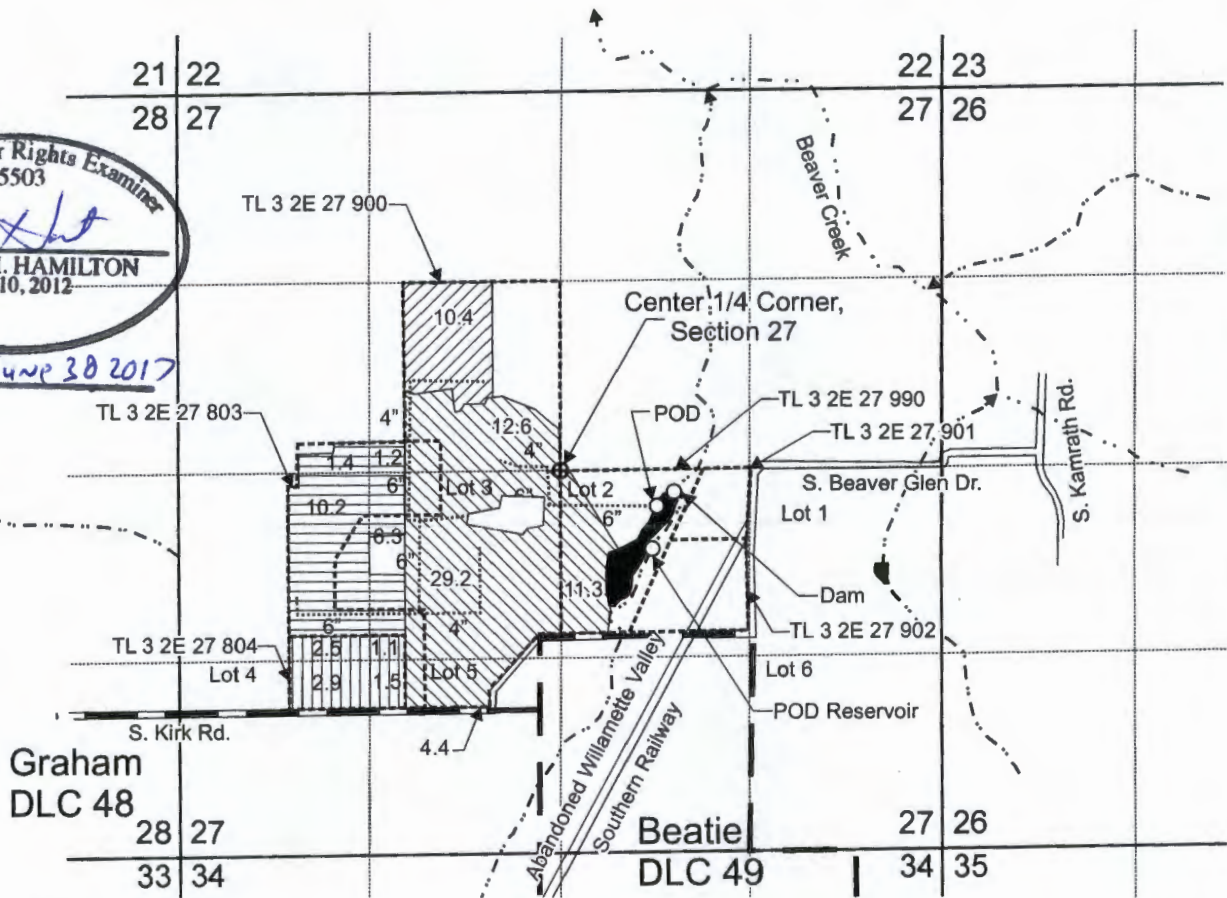 21 22
28 27
22 23
27 26
Rights Examiner
5503
HAMILTON
10, 2012
June 30 2017
TL 3 2E 27 900
Beaver Creek
10.4
Center 1/4 Corner,
Section 27
TL 3 2E 27 803
4"
12.6
4"
POD
TL 3 2E 27 990
TL 3 2E 27 901
S. Kamrath Rd.
1.4
1.2
6"
Lot 3
6"
Lot 2
6"
S. Beaver Glen Dr.
Lot 1
10.2
6.3
6"
29.2
11.3
Dam
6"
4"
TL 3 2E 27 902
TL 3 2E 27 804
2.5
1.1
Lot 4
2.9
1.5
Lot 5
Lot 6
POD Reservoir
S. Kirk Rd.
4.4
Abandoned Willamette Valley
Southern Railway
Graham
DLC 48
Beatie
DLC 49
28 27
33 34
27 26
34 35